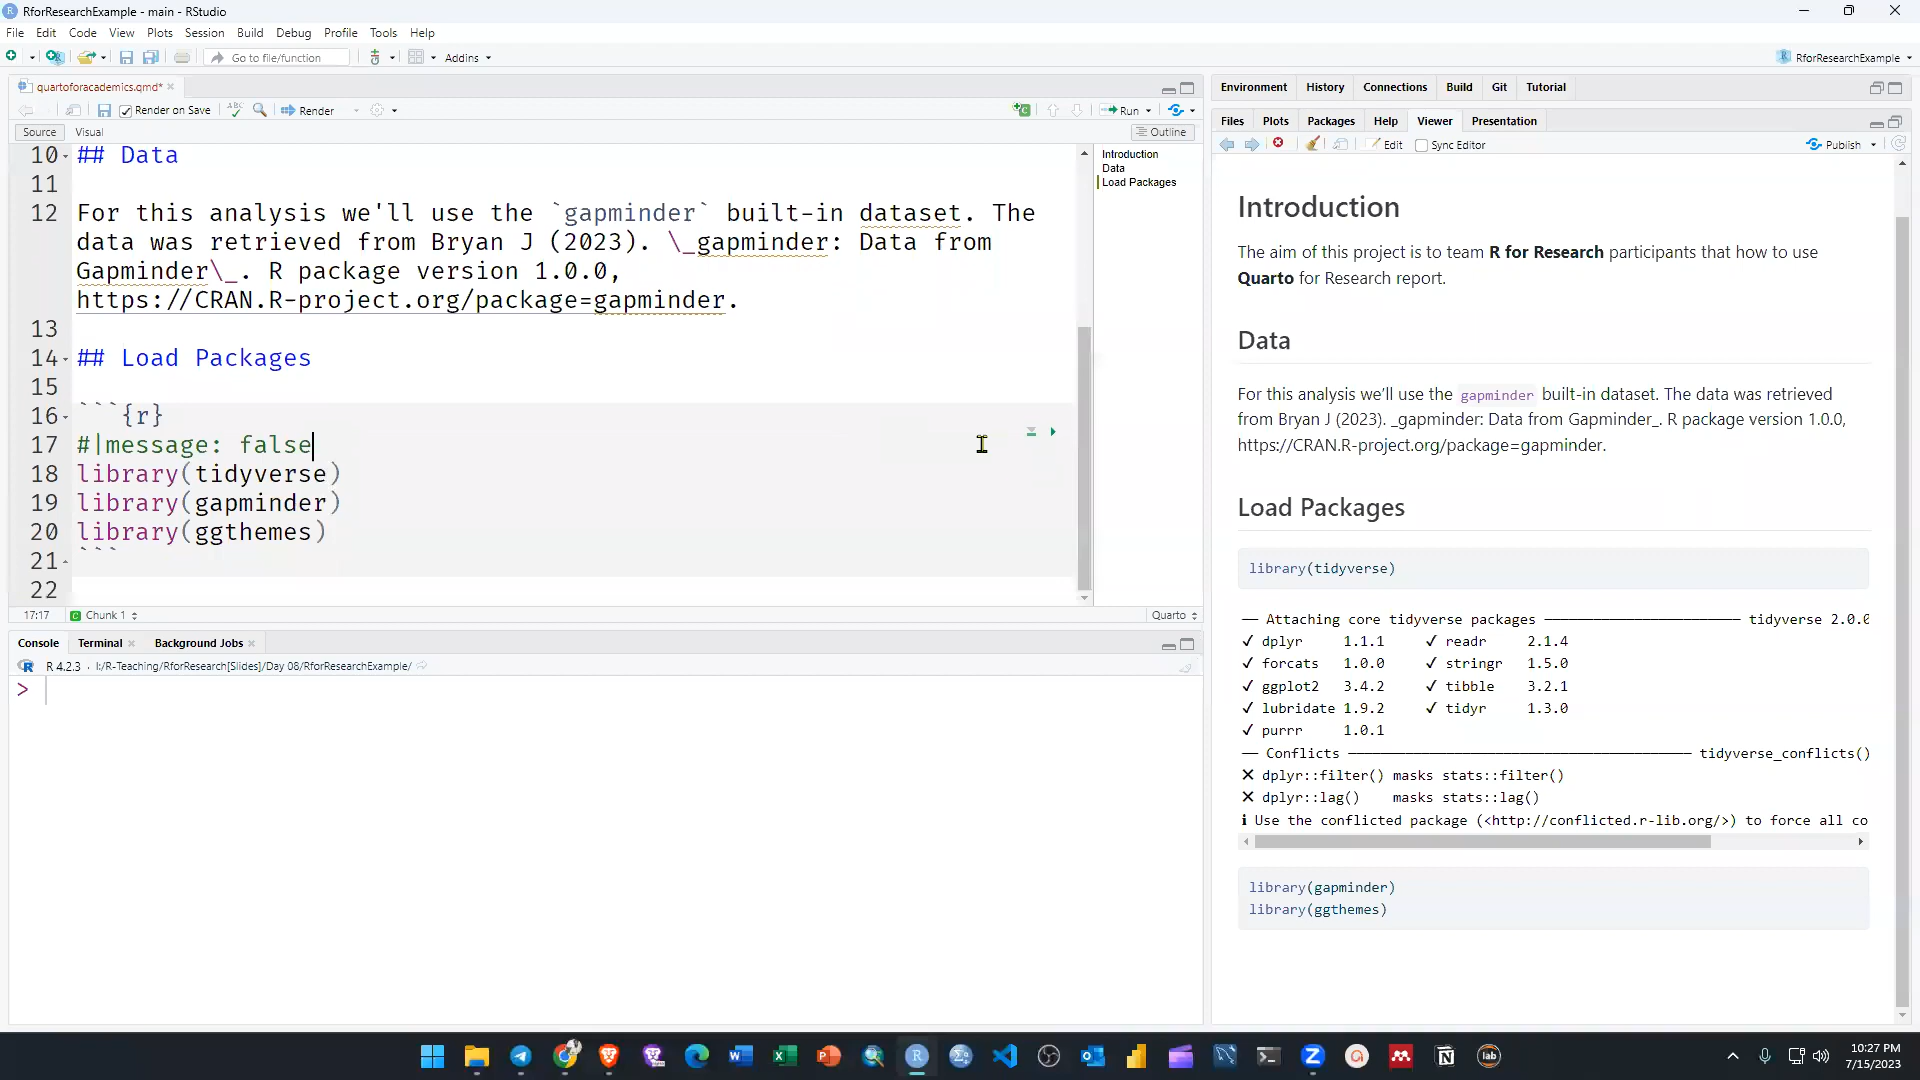 RforResearchExample - main - RStudio
File Edit Code View Plots Session Build Debug Profile Tools Help
Go to file/function Addins RforResearchExample
quartoforacademics.qmd*
Render on Save ABC Render Run
Source Visual Outline
10 ## Data
11
12 For this analysis we'll use the `gapminder` built-in dataset. The
data was retrieved from Bryan J (2023). \_gapminder: Data from
Gapminder\_. R package version 1.0.0,
https://CRAN.R-project.org/package=gapminder.
13
14 ## Load Packages
15
16 ```{r}
17 #|message: false
18 library(tidyverse)
19 library(gapminder)
20 library(ggthemes)
21 ```
22
17:17 C Chunk 1 Quarto
Introduction
Data
Load Packages
Console Terminal Background Jobs
R 4.2.3 · I:/R-Teaching/RforResearch[Slides]/Day 08/RforResearchExample/
>
Environment History Connections Build Git Tutorial
Files Plots Packages Help Viewer Presentation
Edit Sync Editor Publish
Introduction
The aim of this project is to team R for Research participants that how to use
Quarto for Research report.
Data
For this analysis we'll use the gapminder built-in dataset. The data was retrieved
from Bryan J (2023). _gapminder: Data from Gapminder_. R package version 1.0.0,
https://CRAN.R-project.org/package=gapminder.
Load Packages
library(tidyverse)
── Attaching core tidyverse packages ──────────────── tidyverse 2.0.0
✓ dplyr 1.1.1 ✓ readr 2.1.4
✓ forcats 1.0.0 ✓ stringr 1.5.0
✓ ggplot2 3.4.2 ✓ tibble 3.2.1
✓ lubridate 1.9.2 ✓ tidyr 1.3.0
✓ purrr 1.0.1
── Conflicts ──────────────── tidyverse_conflicts()
✕ dplyr::filter() masks stats::filter()
✕ dplyr::lag() masks stats::lag()
ℹ Use the conflicted package (<http://conflicted.r-lib.org/>) to force all co
library(gapminder)
library(ggthemes)
lab
10:27 PM
7/15/2023